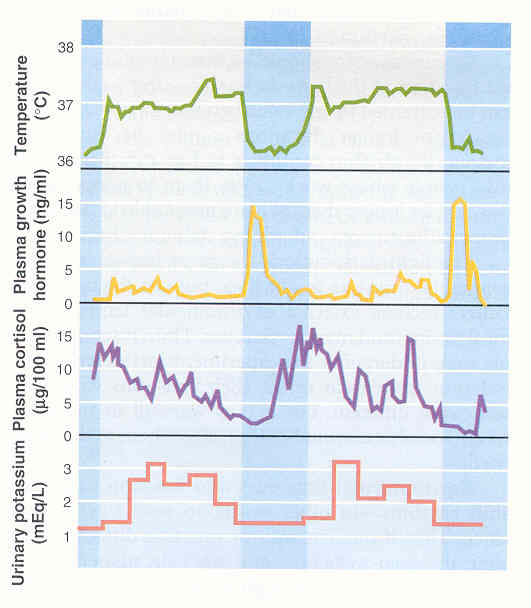 Temperature
(°C)
38
37
36
Plasma growth
hormone (ng/ml)
15
10
5
0
Plasma cortisol
(µg/100 ml)
15
10
5
0
Urinary potassium
(mEq/L)
3
2
1